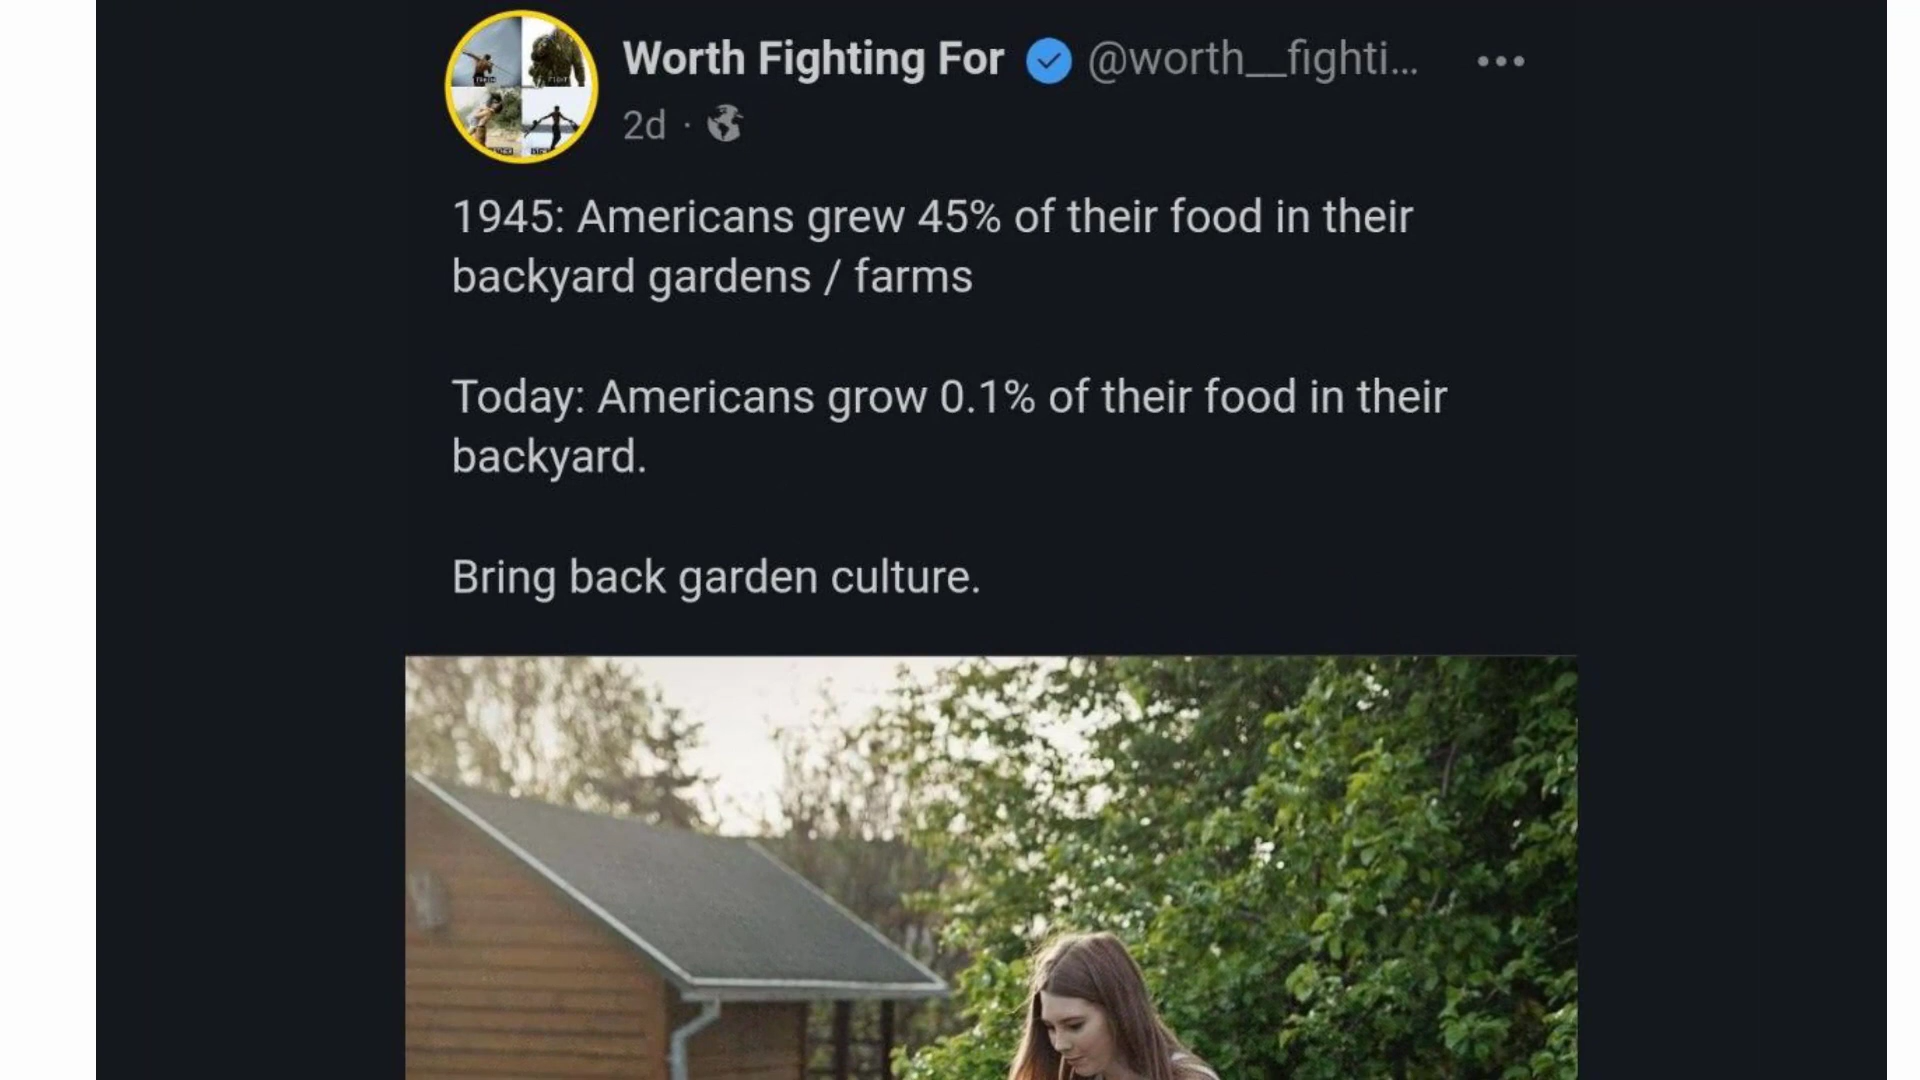 Worth Fighting For @worth__fighti...
2d ·
1945: Americans grew 45% of their food in their
backyard gardens / farms
Today: Americans grow 0.1% of their food in their
backyard.
Bring back garden culture.